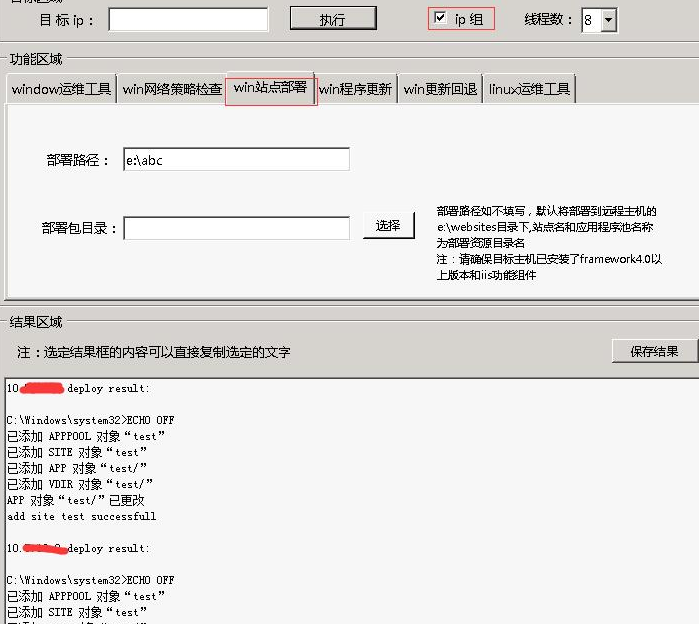 目标ip：
执行
ip 组
线程数：
8
功能区域
window运维工具
win网络策略检查
win站点部署
win程序更新
win更新回退
linux运维工具
部署路径：
e:\abc
部署包目录：
选择
部署路径如不填写，默认将部署到远程主机的
e:\websites目录下,站点名和应用程序池名称
为部署资源目录名
注：请确保目标主机已安装了framework4.0以
上版本和iis功能组件
结果区域
注：选定结果框的内容可以直接复制选定的文字
保存结果
10. deploy result:
C:\Windows\system32>ECHO OFF
已添加 APPPOOL 对象“test”
已添加 SITE 对象“test”
已添加 APP 对象“test/”
已添加 VDIR 对象“test/”
APP 对象“test/”已更改
add site test successfull
10. deploy result:
C:\Windows\system32>ECHO OFF
已添加 APPPOOL 对象“test”
已添加 SITE 对象“test”